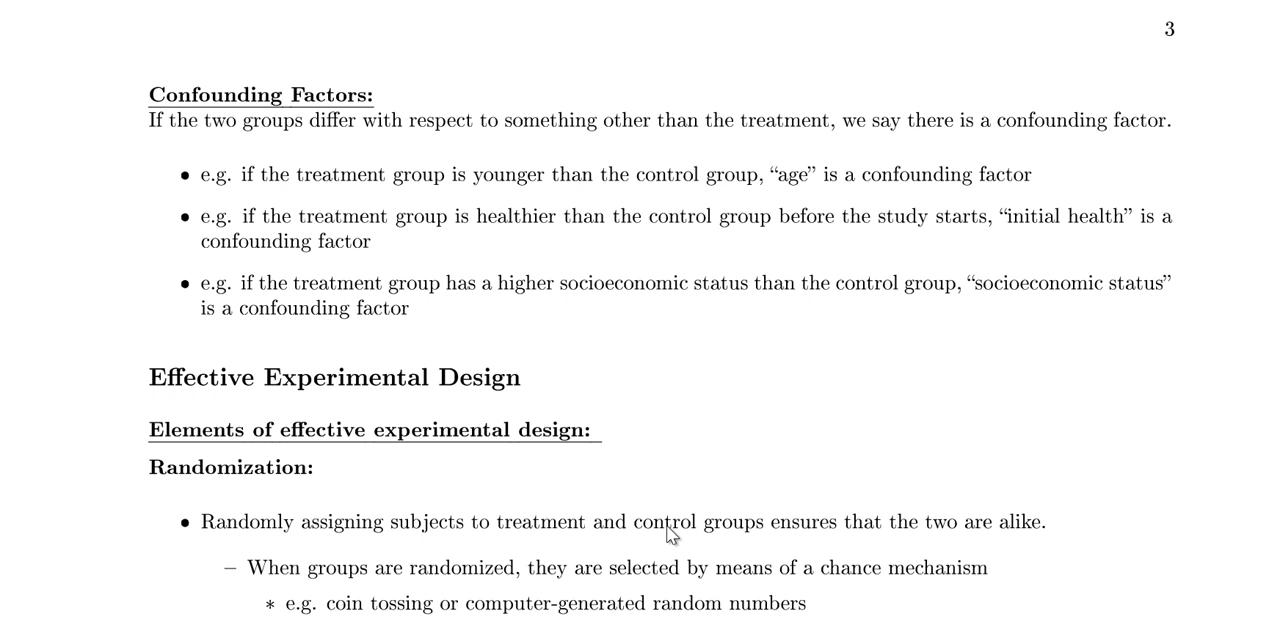 3
Confounding Factors:
If the two groups differ with respect to something other than the treatment, we say there is a confounding factor.
• e.g. if the treatment group is younger than the control group, “age” is a confounding factor
• e.g. if the treatment group is healthier than the control group before the study starts, “initial health” is a
confounding factor
• e.g. if the treatment group has a higher socioeconomic status than the control group, “socioeconomic status”
is a confounding factor
Effective Experimental Design
Elements of effective experimental design:
Randomization:
• Randomly assigning subjects to treatment and control groups ensures that the two are alike.
– When groups are randomized, they are selected by means of a chance mechanism
* e.g. coin tossing or computer-generated random numbers